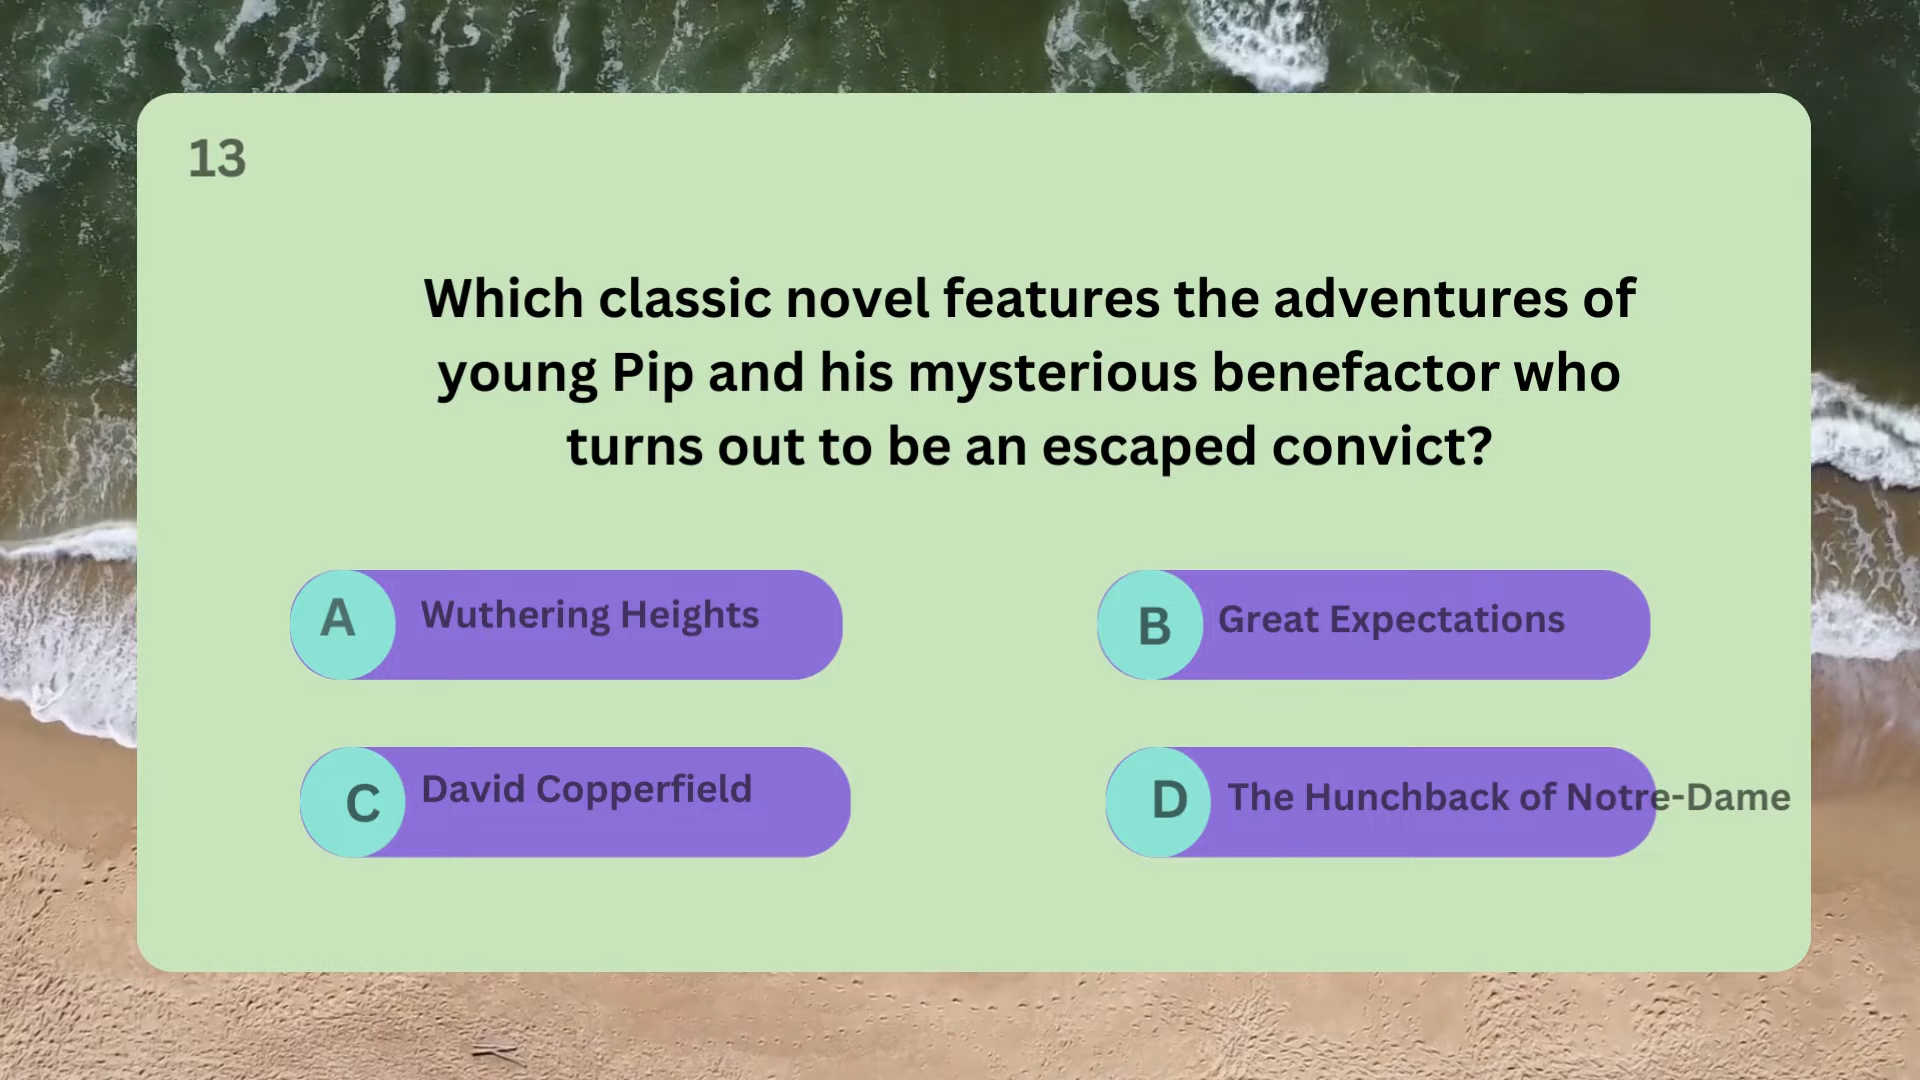 13
Which classic novel features the adventures of
young Pip and his mysterious benefactor who
turns out to be an escaped convict?
A Wuthering Heights
B Great Expectations
C David Copperfield
D The Hunchback of Notre-Dame